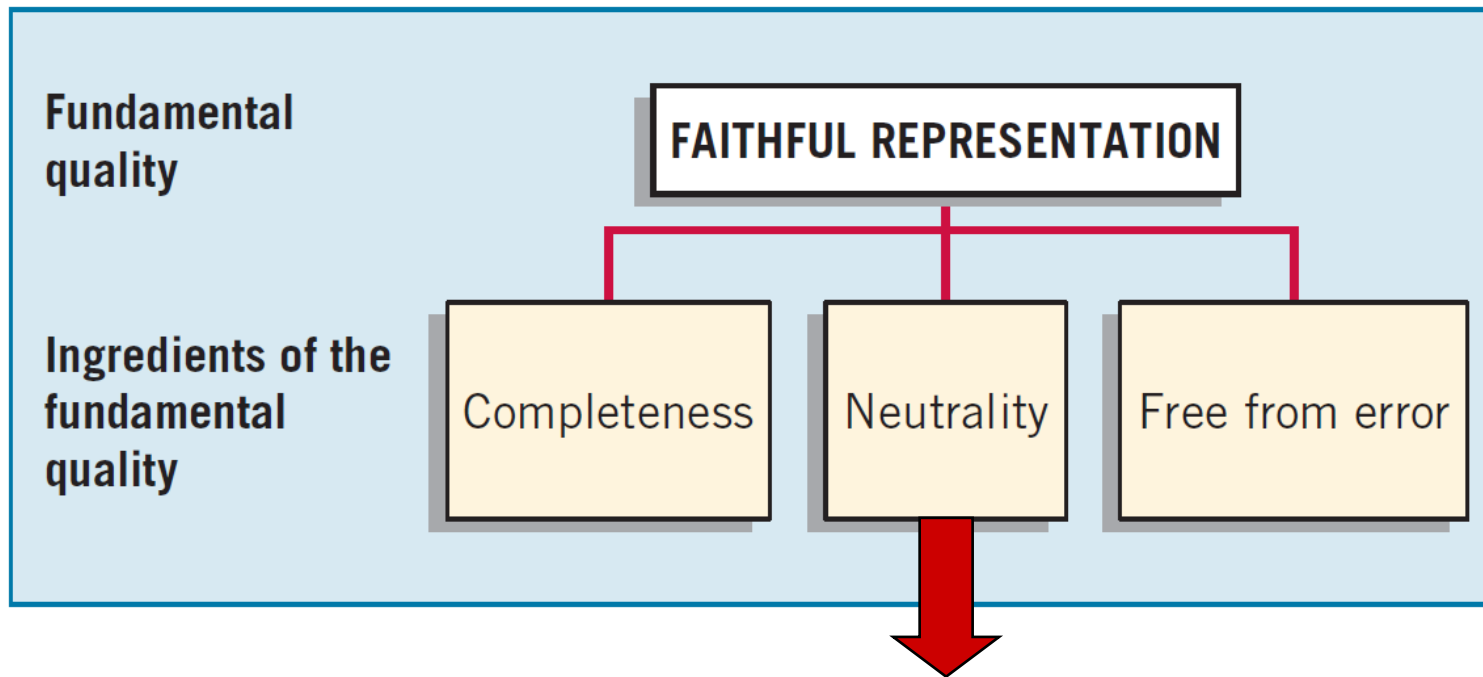 Fundamental
quality
FAITHFUL REPRESENTATION
Ingredients of the
fundamental
quality
Completeness
Neutrality
Free from error